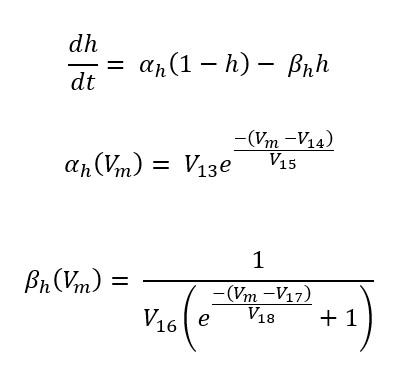 dh/dt = α_h(1 − h) − β_h h
α_h(V_m) = V_13 e^(−(V_m − V_14)/V_15)
β_h(V_m) = 1/(V_16 (e^(−(V_m − V_17)/V_18) + 1))